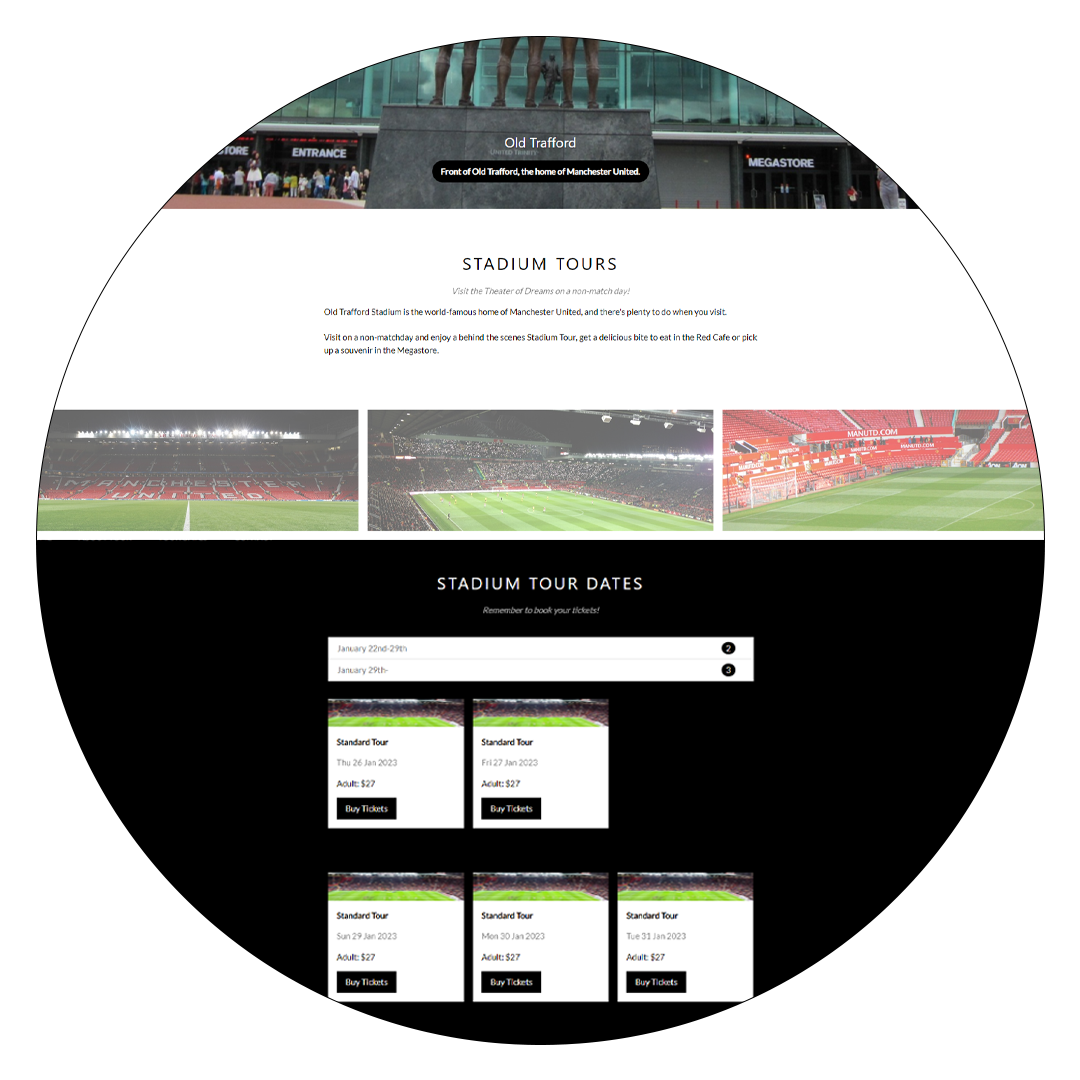 TORE
ENTRANCE
Old Trafford
UNITED TRINITY
MEGASTORE
Front of Old Trafford, the home of Manchester United.
STADIUM TOURS
Visit the Theater of Dreams on a non-match day!
Old Trafford Stadium is the world-famous home of Manchester United, and there's plenty to do when you visit.
Visit on a non-matchday and enjoy a behind the scenes Stadium Tour, get a delicious bite to eat in the Red Cafe or pick
up a souvenir in the Megastore.
MANCHESTER
UNITED
MANUTD.COM
MANUTD.COM
MANUTD.COM
STADIUM TOUR DATES
Remember to book your tickets!
January 22nd-29th 2
January 29th- 3
Standard Tour Standard Tour
Thu 26 Jan 2023 Fri 27 Jan 2023
Adult: $27 Adult: $27
Buy Tickets Buy Tickets
Standard Tour Standard Tour Standard Tour
Sun 29 Jan 2023 Mon 30 Jan 2023 Tue 31 Jan 2023
Adult: $27 Adult: $27 Adult: $27
Buy Tickets Buy Tickets Buy Tickets